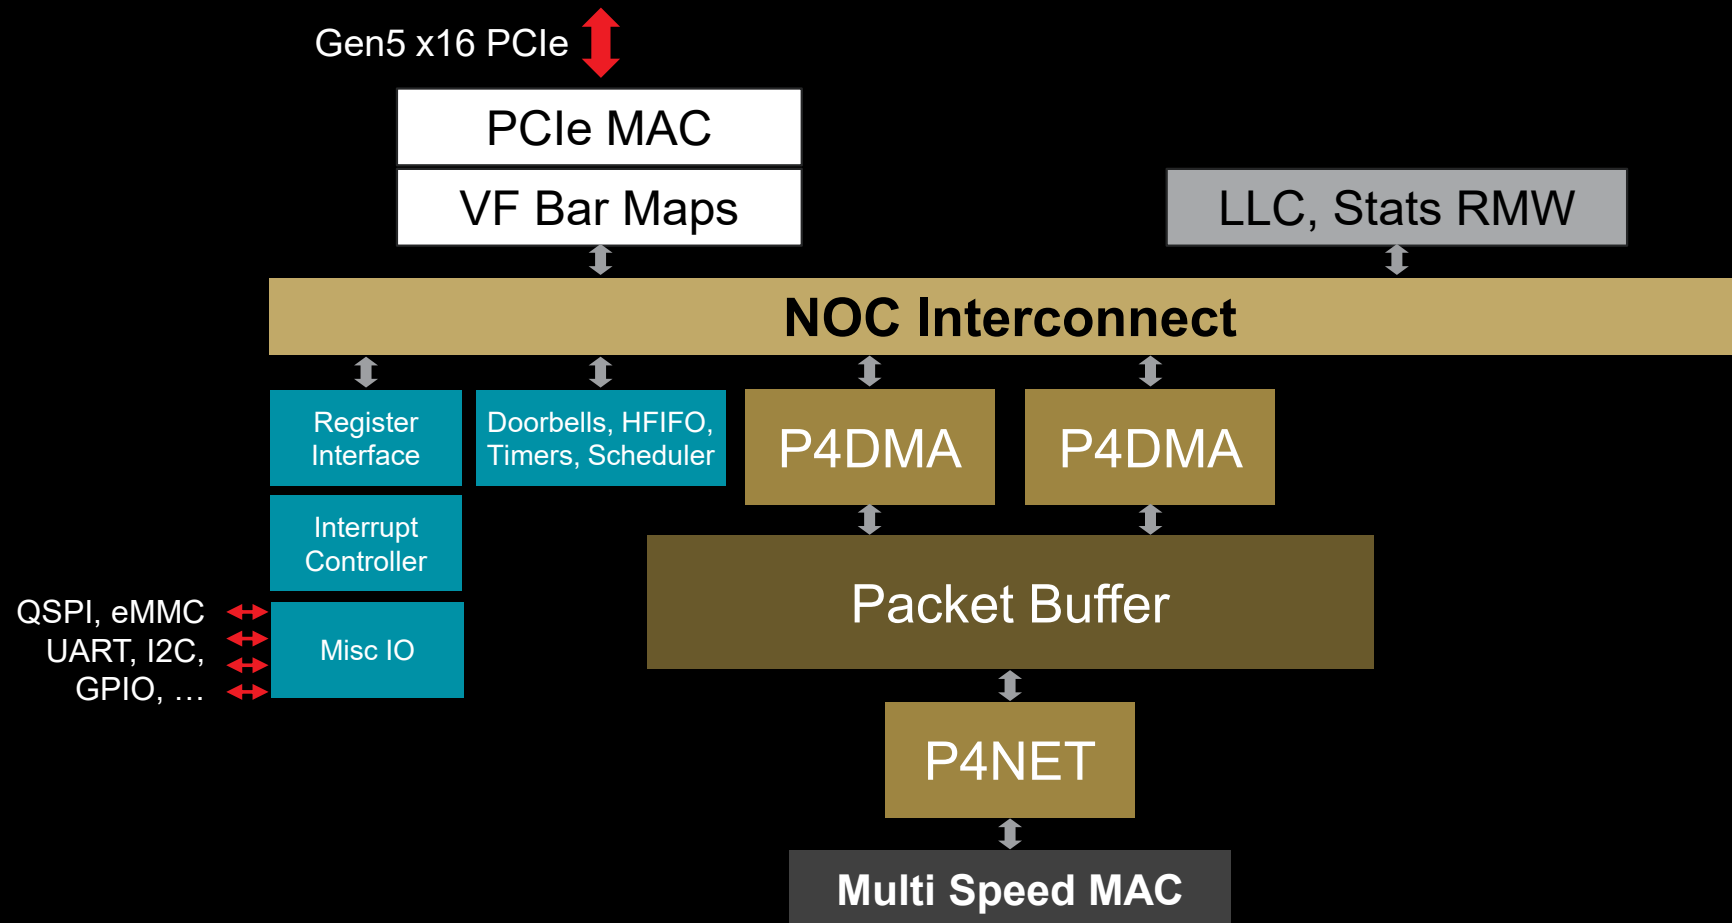 Gen5 x16 PCIe
PCIe MAC
VF Bar Maps
LLC, Stats RMW
NOC Interconnect
Register
Interface
Doorbells, HFIFO,
Timers, Scheduler
P4DMA
P4DMA
Interrupt
Controller
Packet Buffer
QSPI, eMMC
UART, I2C,
GPIO, …
Misc IO
P4NET
Multi Speed MAC